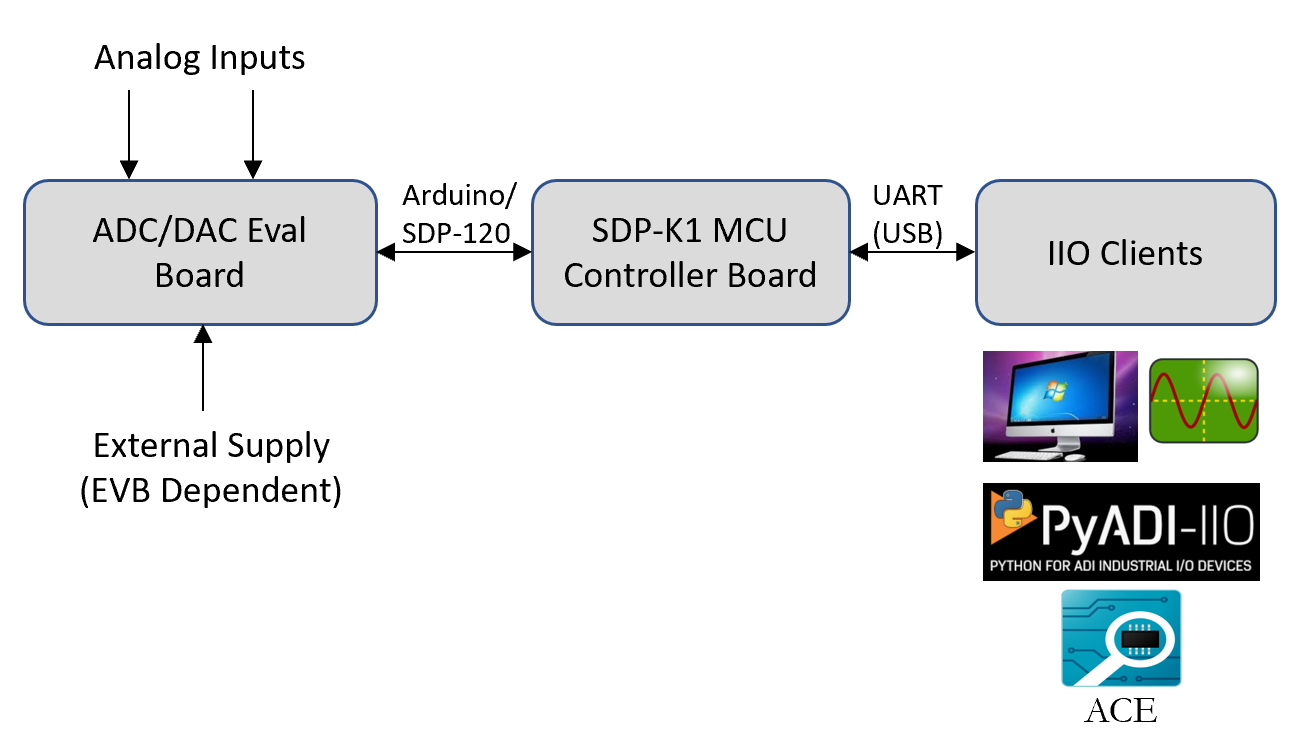 Analog Inputs
ADC/DAC Eval
Board
Arduino/
SDP-120
SDP-K1 MCU
Controller Board
UART
(USB)
IIO Clients
External Supply
(EVB Dependent)
PyADI-IIO
PYTHON FOR ADI INDUSTRIAL I/O DEVICES
ACE